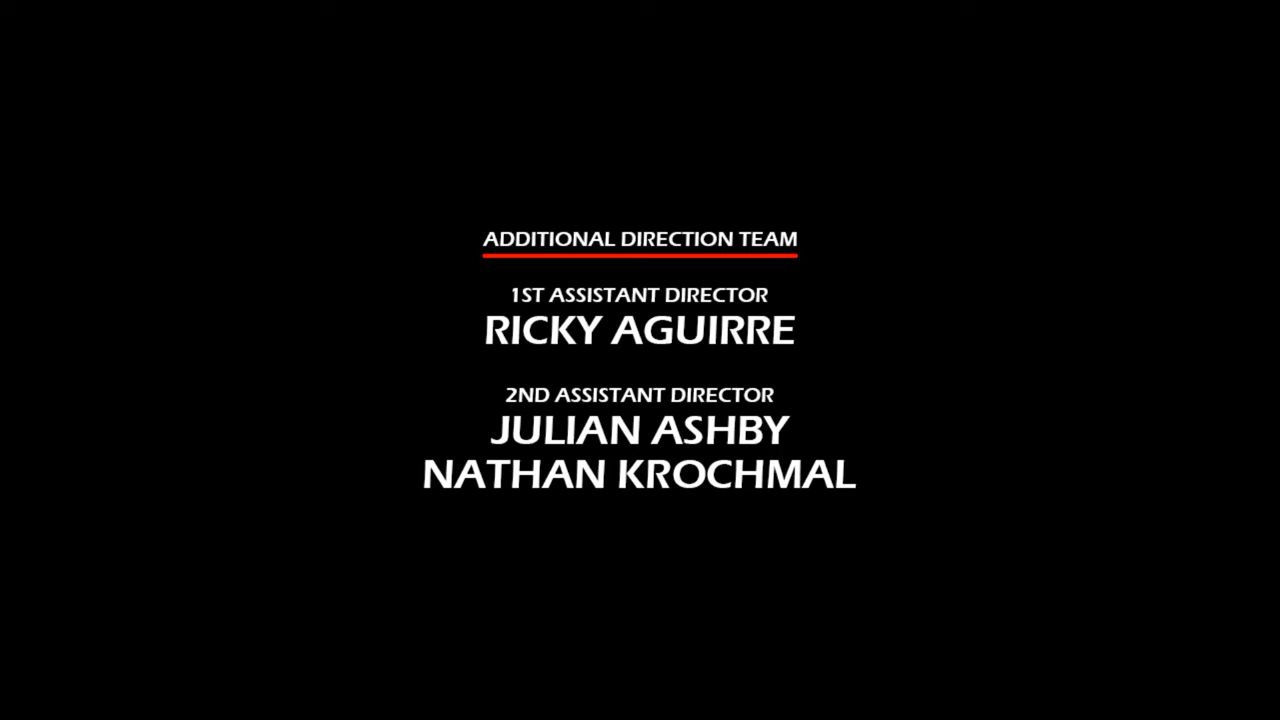 ADDITIONAL DIRECTION TEAM
1ST ASSISTANT DIRECTOR
RICKY AGUIRRE
2ND ASSISTANT DIRECTOR
JULIAN ASHBY
NATHAN KROCHMAL